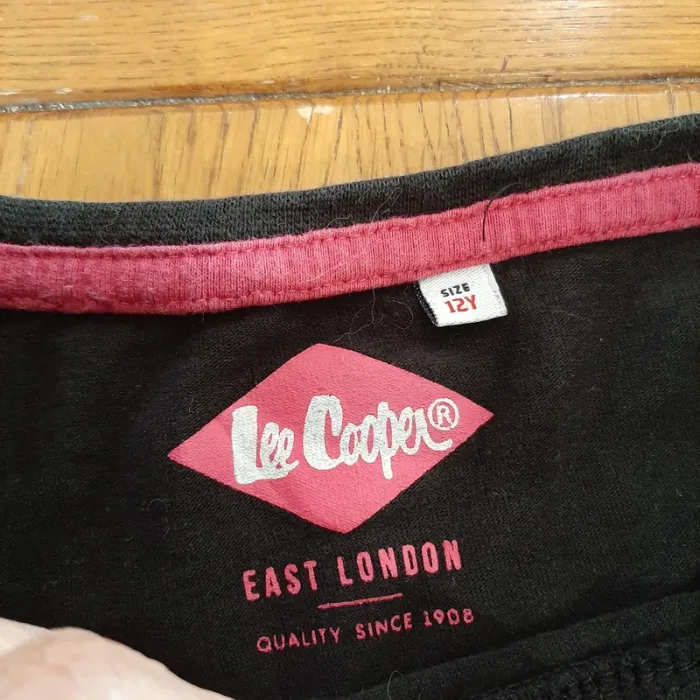 SIZE
12Y
Lee Cooper®
EAST LONDON
QUALITY SINCE 1908